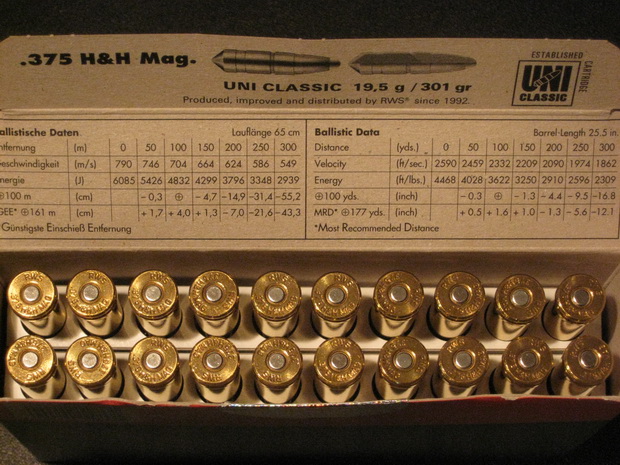 .375 H&H Mag.
ESTABLISHED
UNI
CLASSIC
CARTRIDGE
UNI CLASSIC 19,5 g / 301 gr
Produced, improved and distributed by RWS® since 1992.
allistische Daten Lauflänge 65 cm
ntfernung (m) 0 50 100 150 200 250 300
eschwindigkeit (m/s) 790 746 704 664 624 586 549
nergie (J) 6085 5426 4832 4299 3796 3348 2939
⊕100 m (cm) – 0,3 ⊕ – 4,7 –14,9 –31,4 –55,2
GEE* ⊕161 m (cm) + 1,7 + 4,0 – 1,3 – 7,0 –21,6 –43,3
Günstigste Einschieß Entfernung
Ballistic Data Barrel-Length 25.5 in.
Distance (yds.) 0 50 100 150 200 250 300
Velocity (ft/sec.) 2590 2459 2332 2209 2090 1974 1862
Energy (ft/lbs.) 4468 4028 3622 3250 2910 2596 2309
⊕100 yds. (inch) –0.3 ⊕ – 1.3 – 4.4 – 9.5 –16.8
MRD* ⊕177 yds. (inch) + 0.5 + 1.6 + 1.0 –1.3 – 5.6 –12.1
*Most Recommended Distance